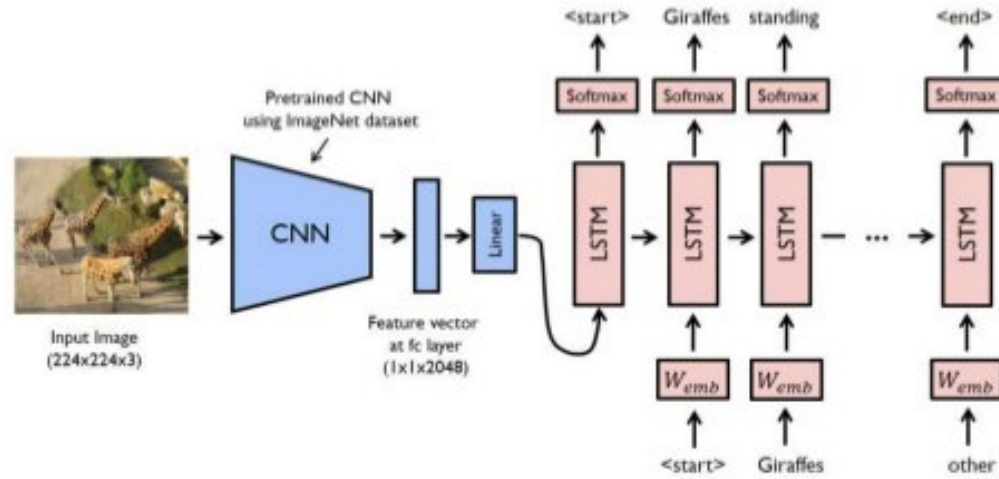 <start> Giraffes standing <end>
Softmax Softmax Softmax Softmax
Pretrained CNN
using ImageNet dataset
CNN
Linear
LSTM LSTM LSTM ... LSTM
Input Image
(224x224x3)
Feature vector
at fc layer
(1x1x2048)
W_emb W_emb W_emb
<start> Giraffes other